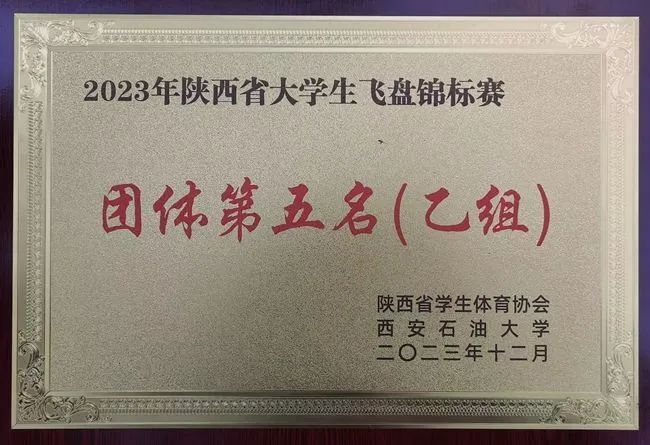 2023年陕西省大学生飞盘锦标赛
团体第五名(乙组)
陕西省学生体育协会
西安石油大学
二〇二三年十二月